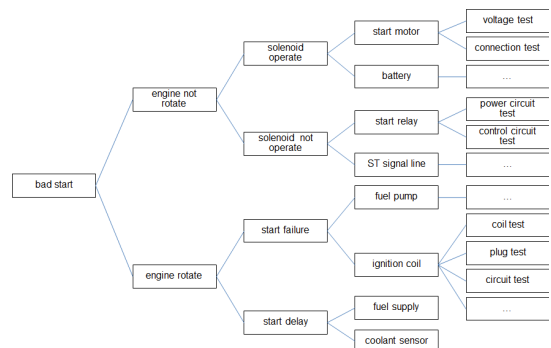 bad start
engine not
rotate
engine rotate
solenoid
operate
solenoid not
operate
start failure
start delay
start motor
battery
start relay
ST signal line
fuel pump
ignition coil
fuel supply
coolant sensor
voltage test
connection test
...
power circuit
test
control circuit
test
...
...
coil test
plug test
circuit test
...